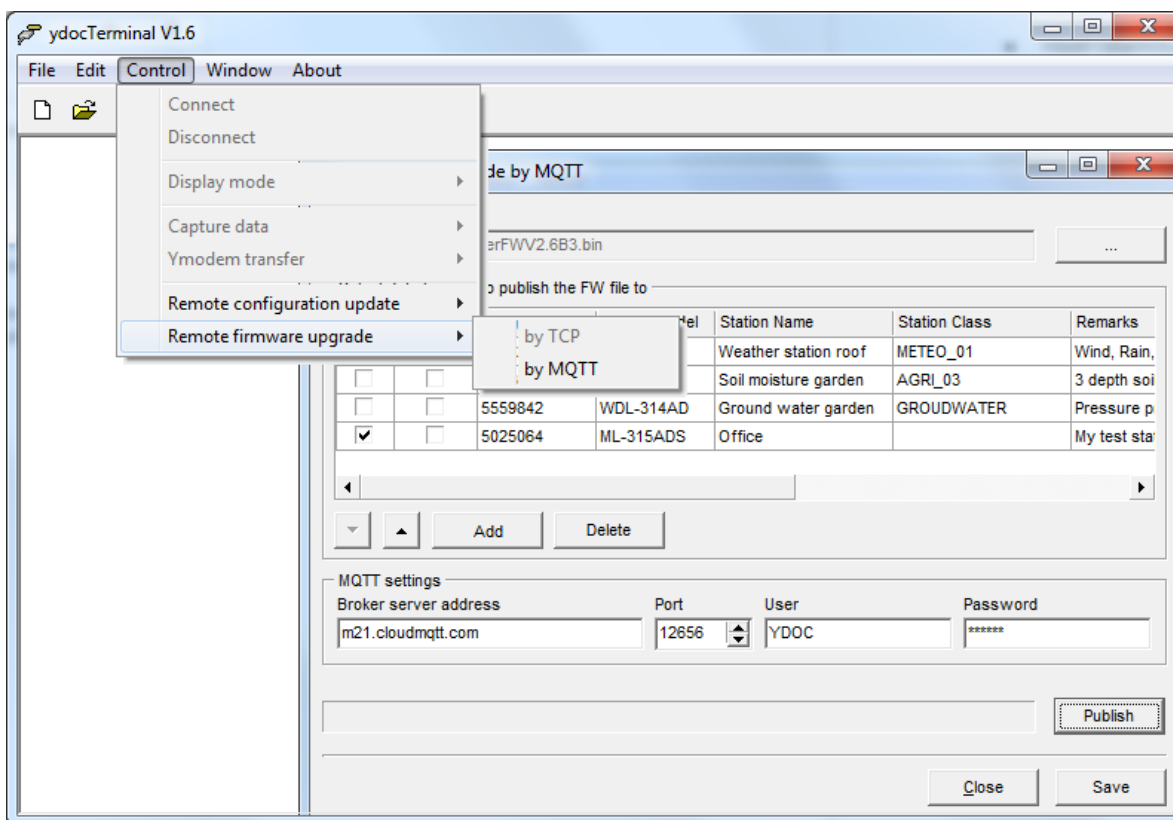 ydocTerminal V1.6
File Edit Control Window About
Connect
Disconnect
Display mode
Capture data
Ymodem transfer
Remote configuration update
Remote firmware upgrade
by TCP
by MQTT
by MQTT
erFWV2.6B3.bin
...
publish the FW file to
Station Name Station Class Remarks
Weather station roof METEO_01 Wind, Rain,
Soil moisture garden AGRI_03 3 depth soi
5559842 WDL-314AD Ground water garden GROUDWATER Pressure p
5025064 ML-315ADS Office My test sta
Add Delete
MQTT settings
Broker server address Port User Password
m21.cloudmqtt.com 12656 YDOC ******
Publish
Close Save